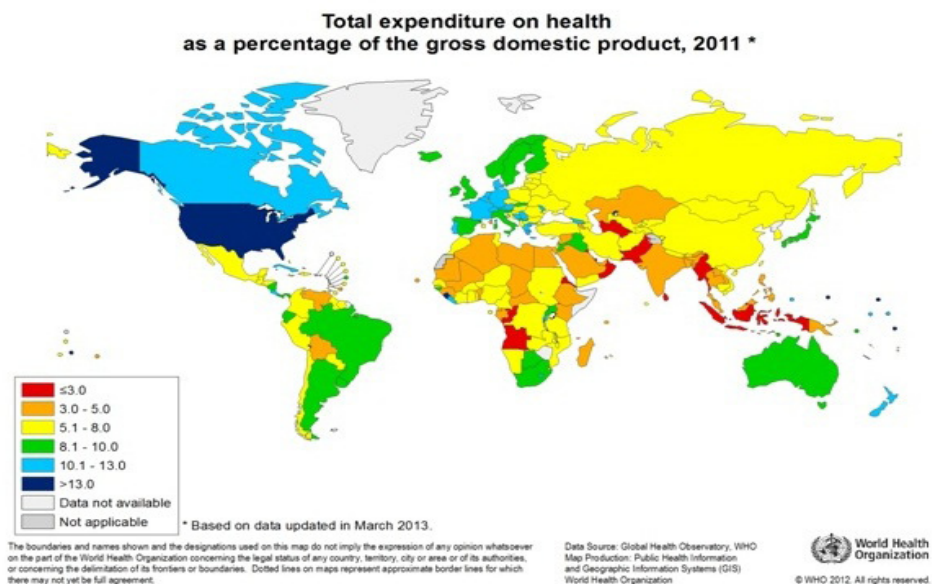 Total expenditure on health
as a percentage of the gross domestic product, 2011 *
≤3.0
3.0 - 5.0
5.1 - 8.0
8.1 - 10.0
10.1 - 13.0
>13.0
Data not available
Not applicable
* Based on data updated in March 2013.
The boundaries and names shown and the designations used on this map do not imply the expression of any opinion whatsoever
on the part of the World Health Organization concerning the legal status of any country, territory, city or area or of its authorities,
or concerning the delimitation of its frontiers or boundaries. Dotted lines on maps represent approximate border lines for which
there may not yet be full agreement.
Data Source: Global Health Observatory, WHO
Map Production: Public Health Information
and Geographic Information Systems (GIS)
World Health Organization
World Health
Organization
© WHO 2012. All rights reserved